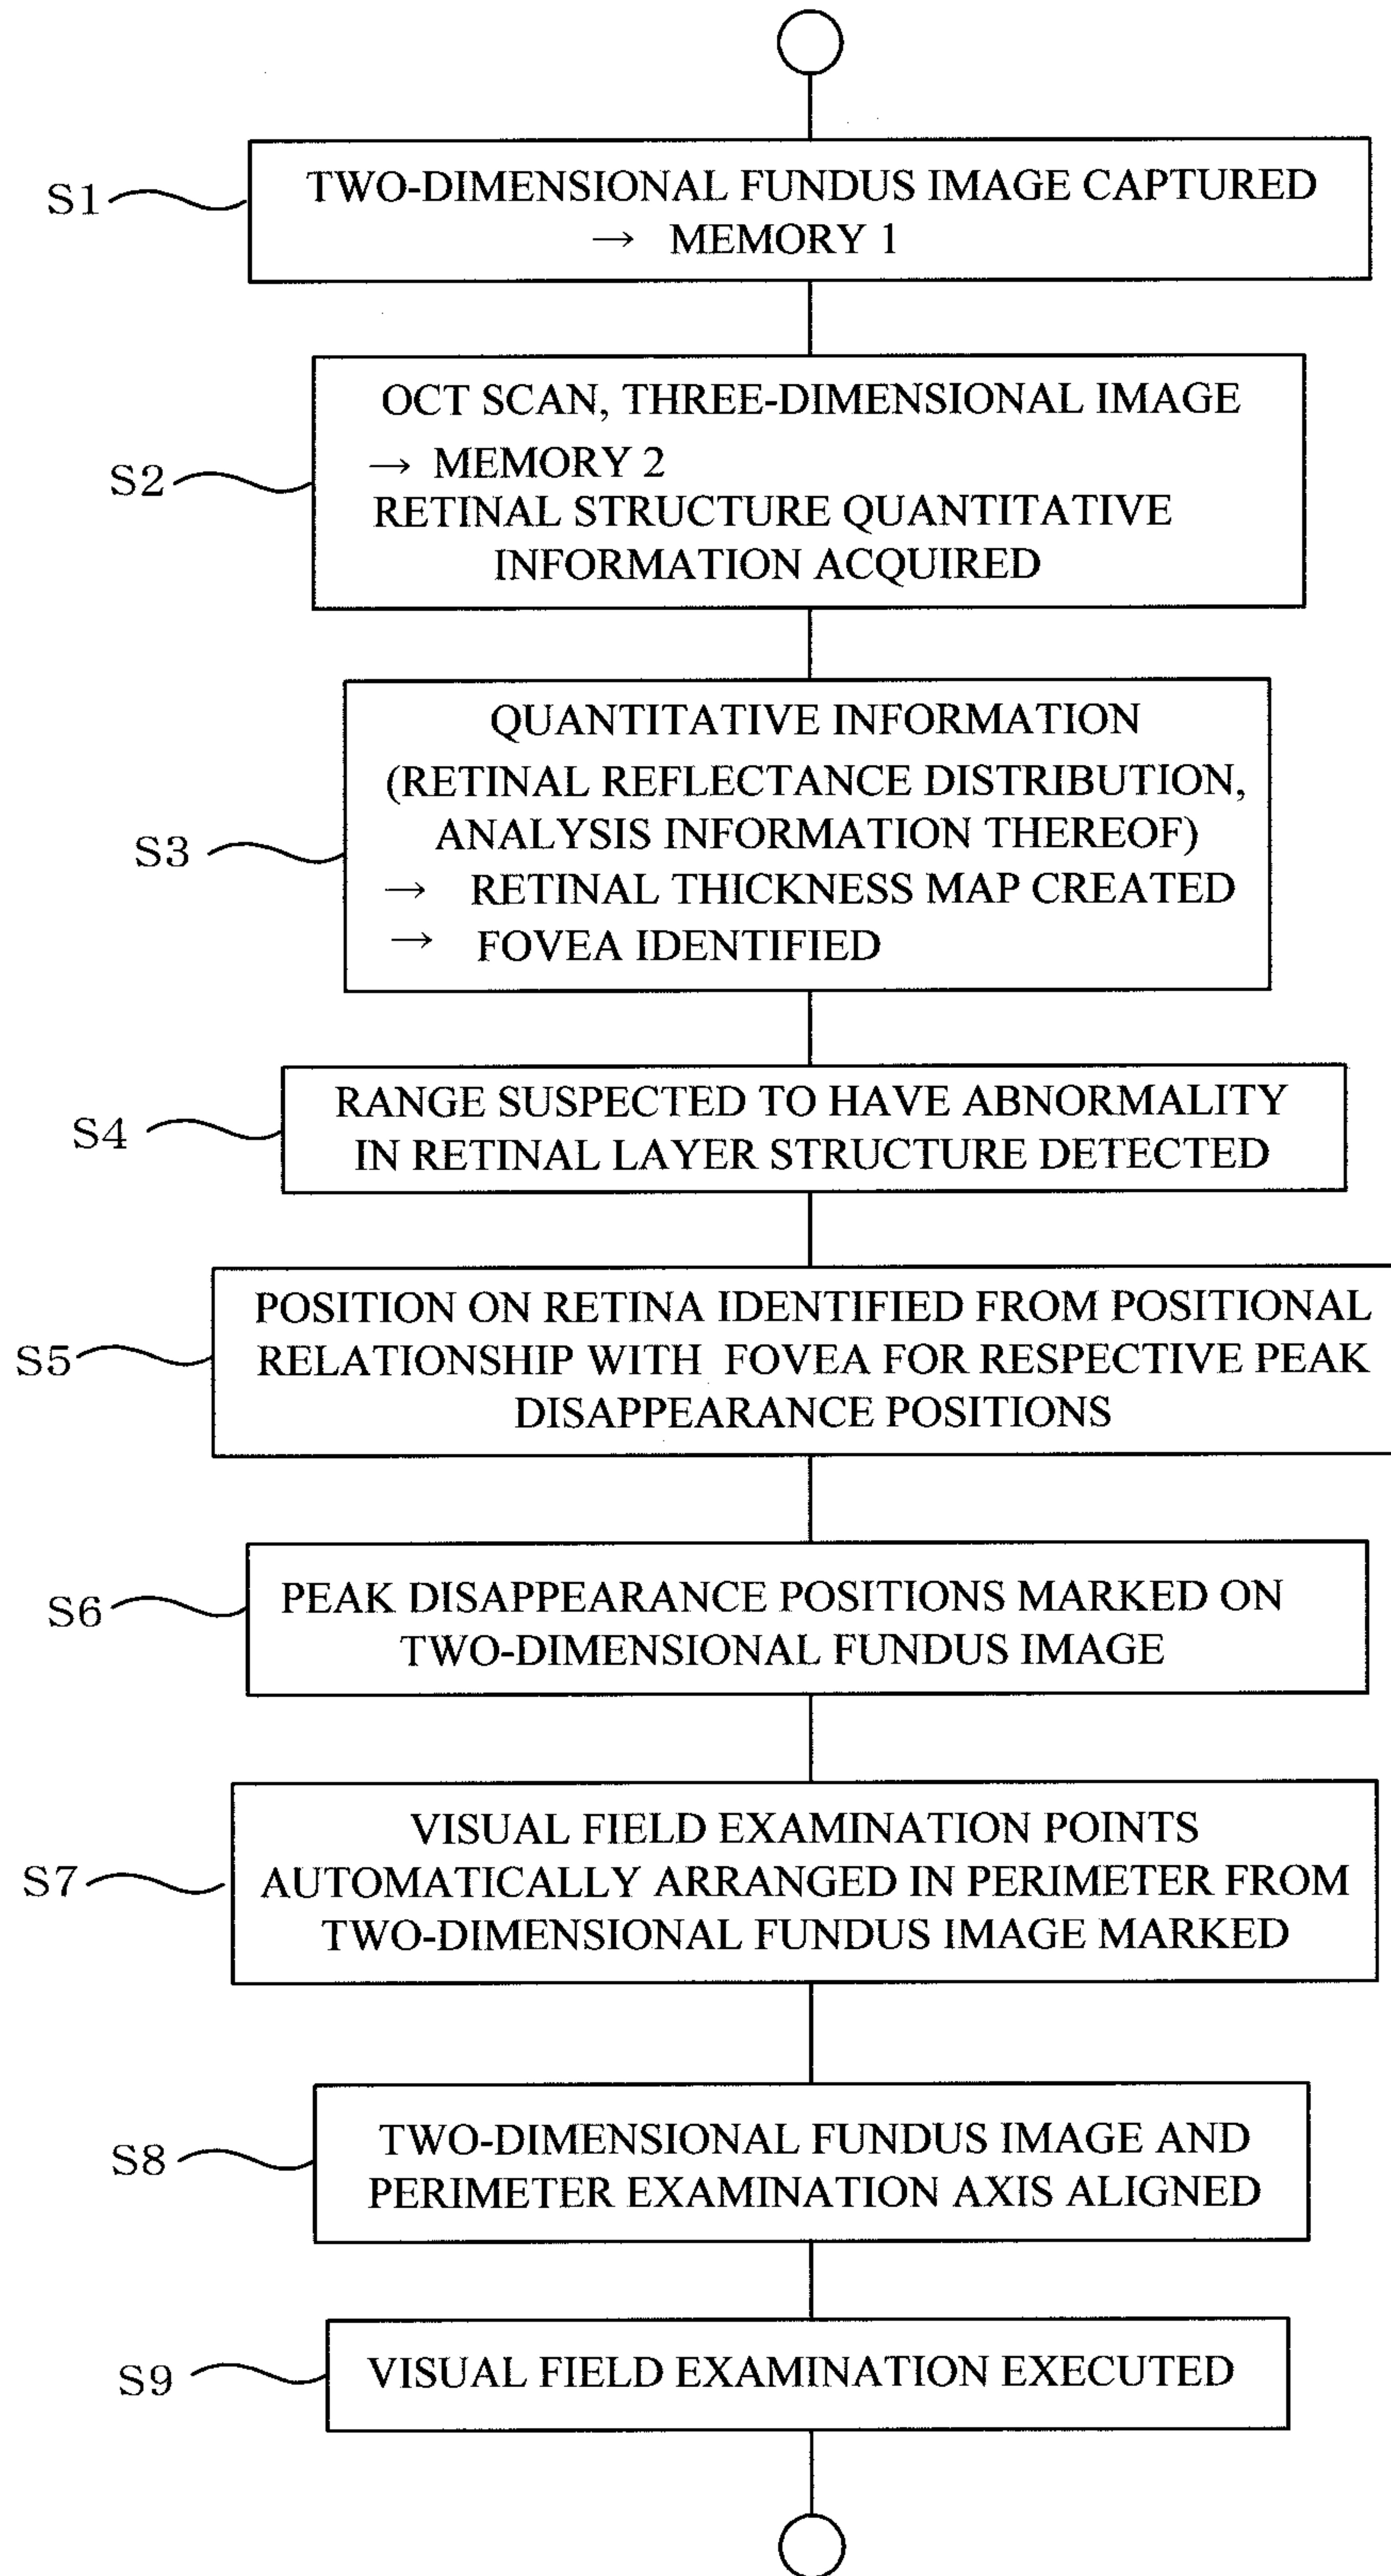 S1
TWO-DIMENSIONAL FUNDUS IMAGE CAPTURED
→ MEMORY 1
S2
OCT SCAN, THREE-DIMENSIONAL IMAGE
→ MEMORY 2
RETINAL STRUCTURE QUANTITATIVE
INFORMATION ACQUIRED
S3
QUANTITATIVE INFORMATION
(RETINAL REFLECTANCE DISTRIBUTION,
ANALYSIS INFORMATION THEREOF)
→ RETINAL THICKNESS MAP CREATED
→ FOVEA IDENTIFIED
S4
RANGE SUSPECTED TO HAVE ABNORMALITY
IN RETINAL LAYER STRUCTURE DETECTED
S5
POSITION ON RETINA IDENTIFIED FROM POSITIONAL
RELATIONSHIP WITH FOVEA FOR RESPECTIVE PEAK
DISAPPEARANCE POSITIONS
S6
PEAK DISAPPEARANCE POSITIONS MARKED ON
TWO-DIMENSIONAL FUNDUS IMAGE
S7
VISUAL FIELD EXAMINATION POINTS
AUTOMATICALLY ARRANGED IN PERIMETER FROM
TWO-DIMENSIONAL FUNDUS IMAGE MARKED
S8
TWO-DIMENSIONAL FUNDUS IMAGE AND
PERIMETER EXAMINATION AXIS ALIGNED
S9
VISUAL FIELD EXAMINATION EXECUTED